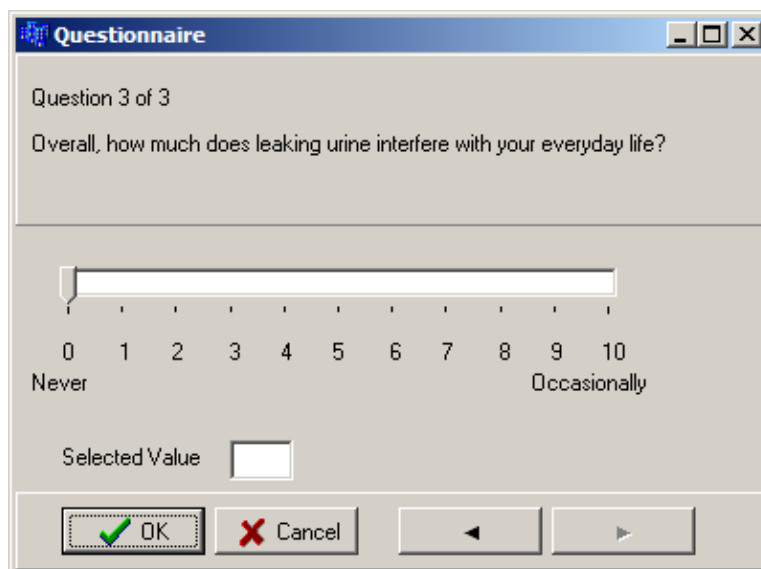 Questionnaire
Question 3 of 3
Overall, how much does leaking urine interfere with your everyday life?
0 1 2 3 4 5 6 7 8 9 10
Never Occasionally
Selected Value
OK Cancel